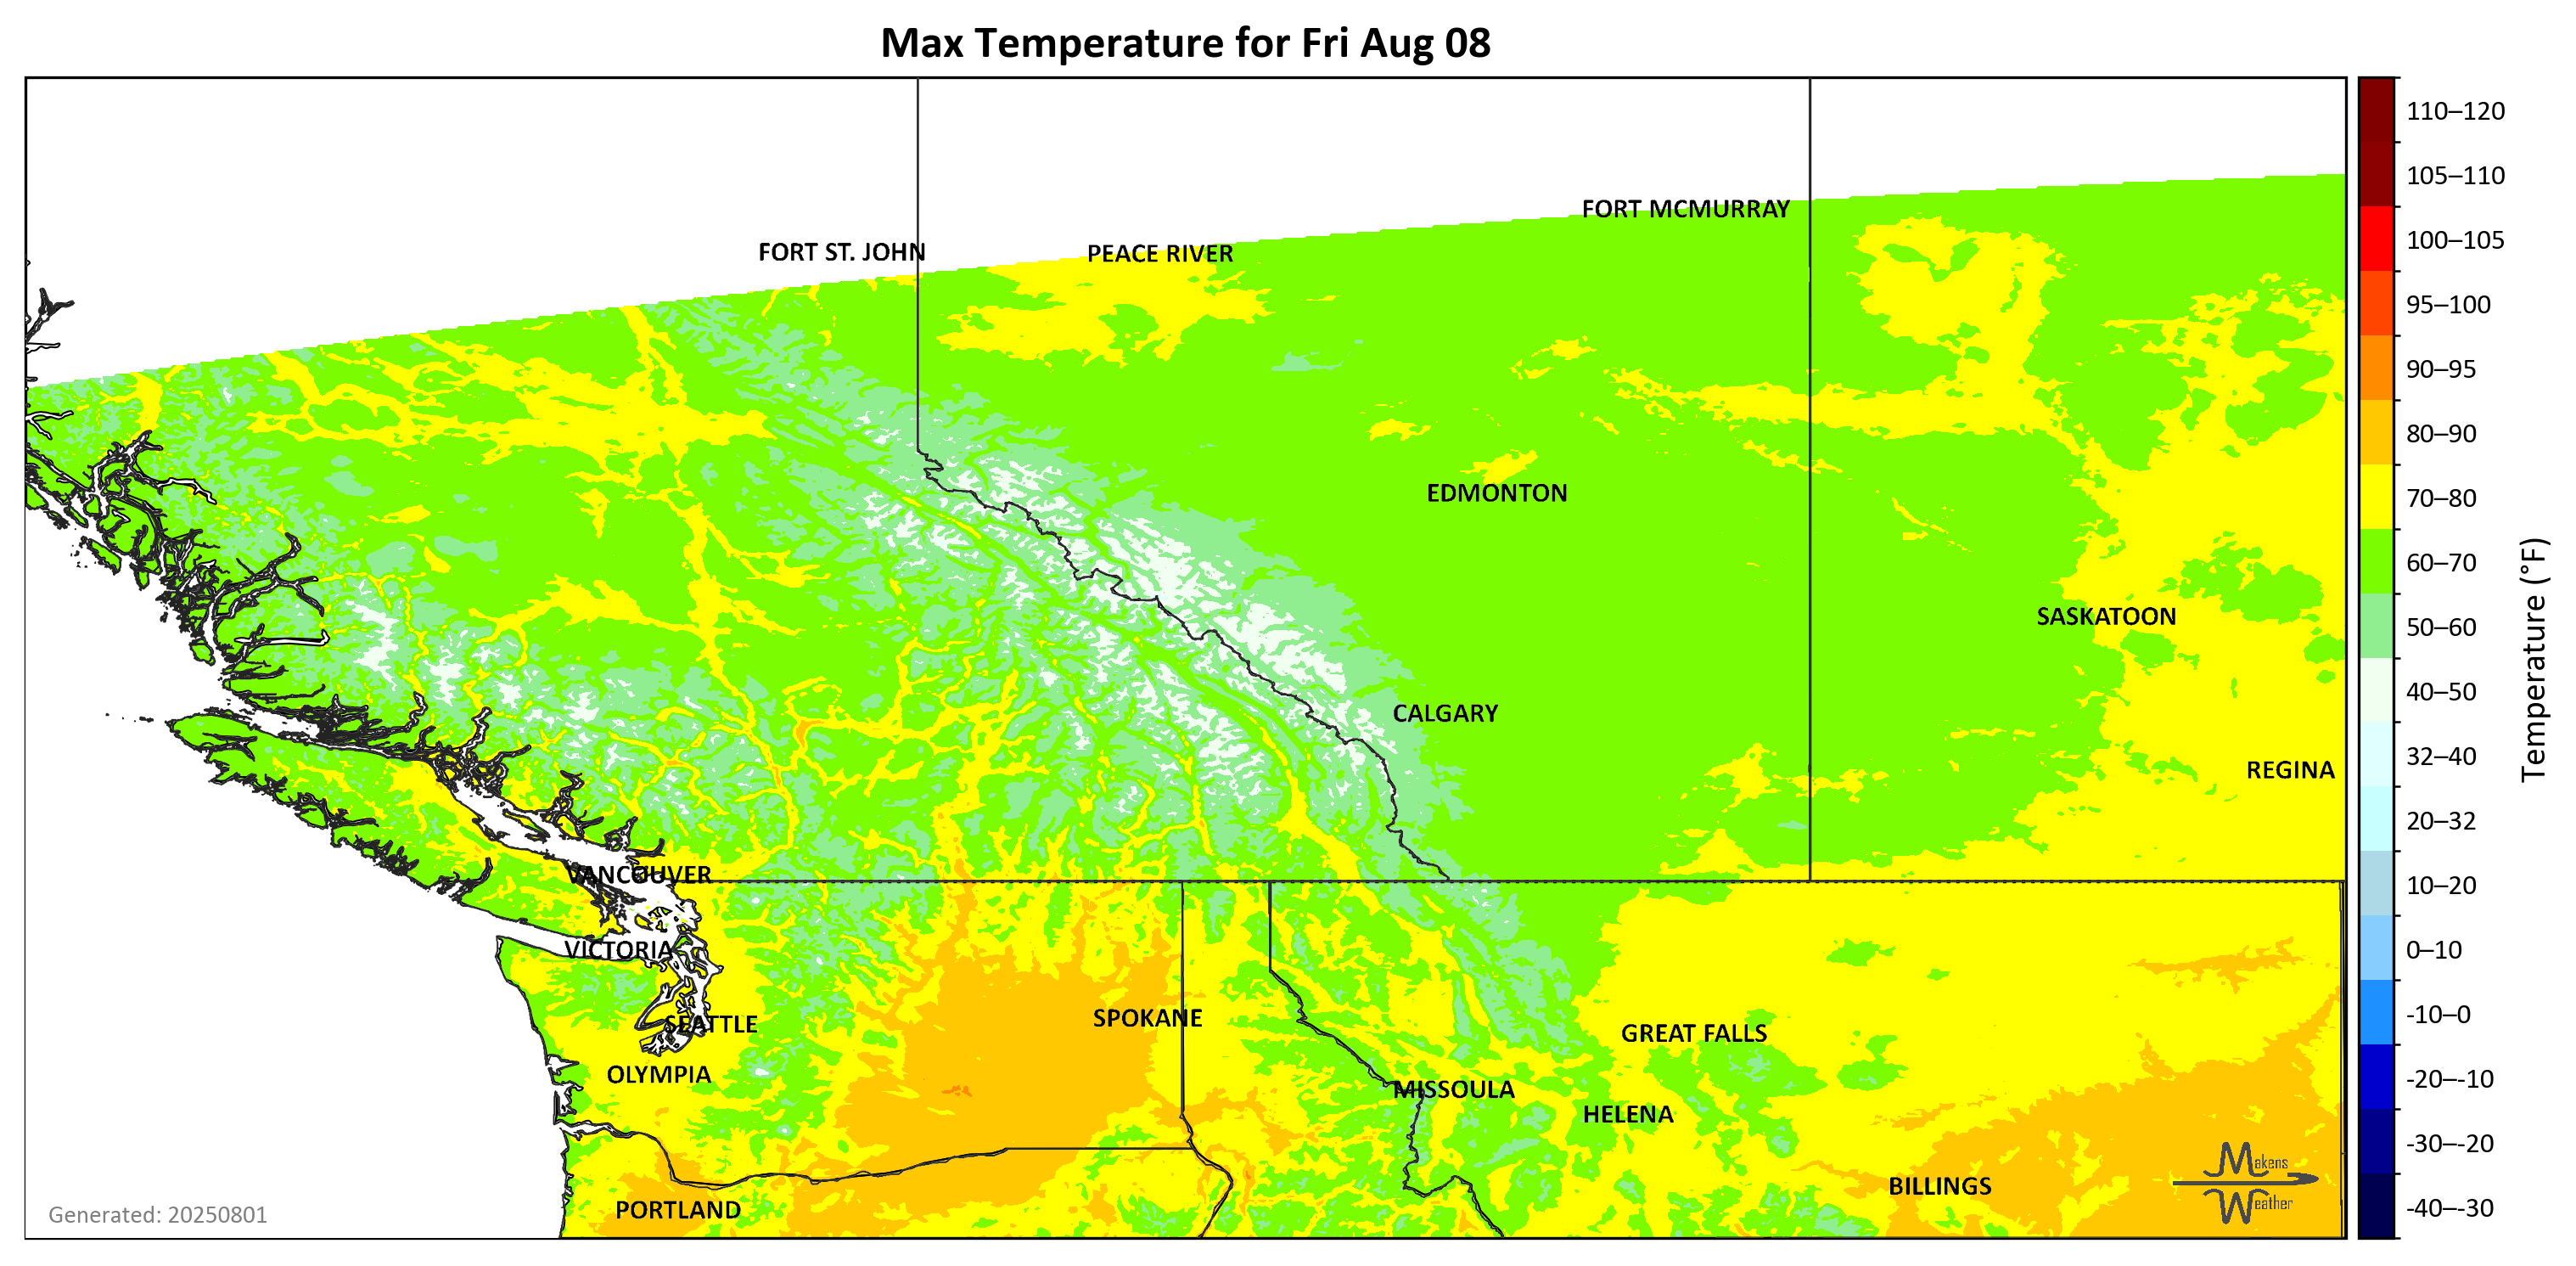 Max Temperature for Fri Aug 08
FORT MCMURRAY
FORT ST. JOHN
PEACE RIVER
EDMONTON
SASKATOON
CALGARY
REGINA
VANCOUVER
VICTORIA
SEATTLE
SPOKANE
GREAT FALLS
OLYMPIA
MISSOULA
HELENA
BILLINGS
PORTLAND
Makens
Weather
Generated: 20250801
110–120
105–110
100–105
95–100
90–95
80–90
70–80
60–70
50–60
40–50
32–40
20–32
10–20
0–10
-10–0
-20–-10
-30–-20
-40–-30
Temperature (°F)